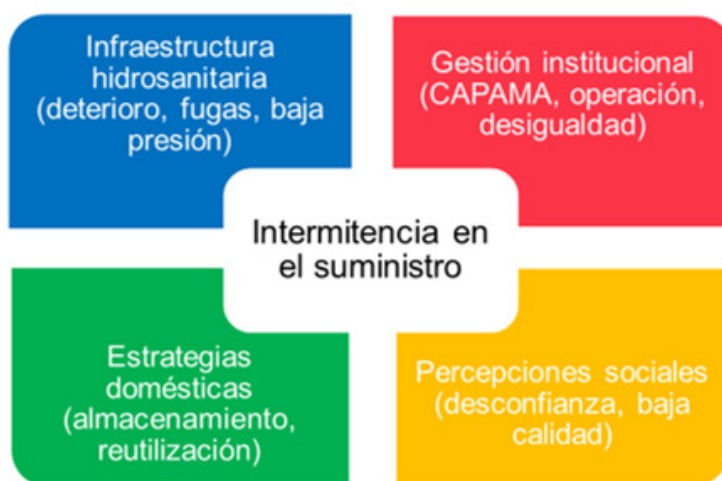 Infraestructura
hidrosanitaria
(deterioro, fugas, baja
presión)
Gestión institucional
(CAPAMA, operación,
desigualdad)
Intermitencia en
el suministro
Estrategias
domésticas
(almacenamiento,
reutilización)
Percepciones sociales
(desconfianza, baja
calidad)